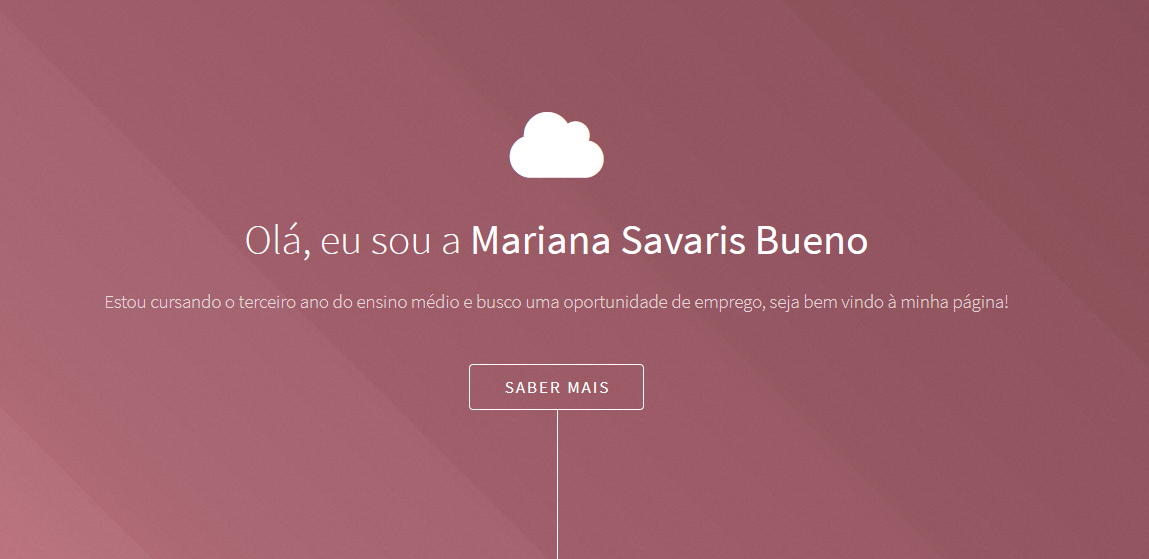 Olá, eu sou a Mariana Savaris Bueno
Estou cursando o terceiro ano do ensino médio e busco uma oportunidade de emprego, seja bem vindo à minha página!
SABER MAIS